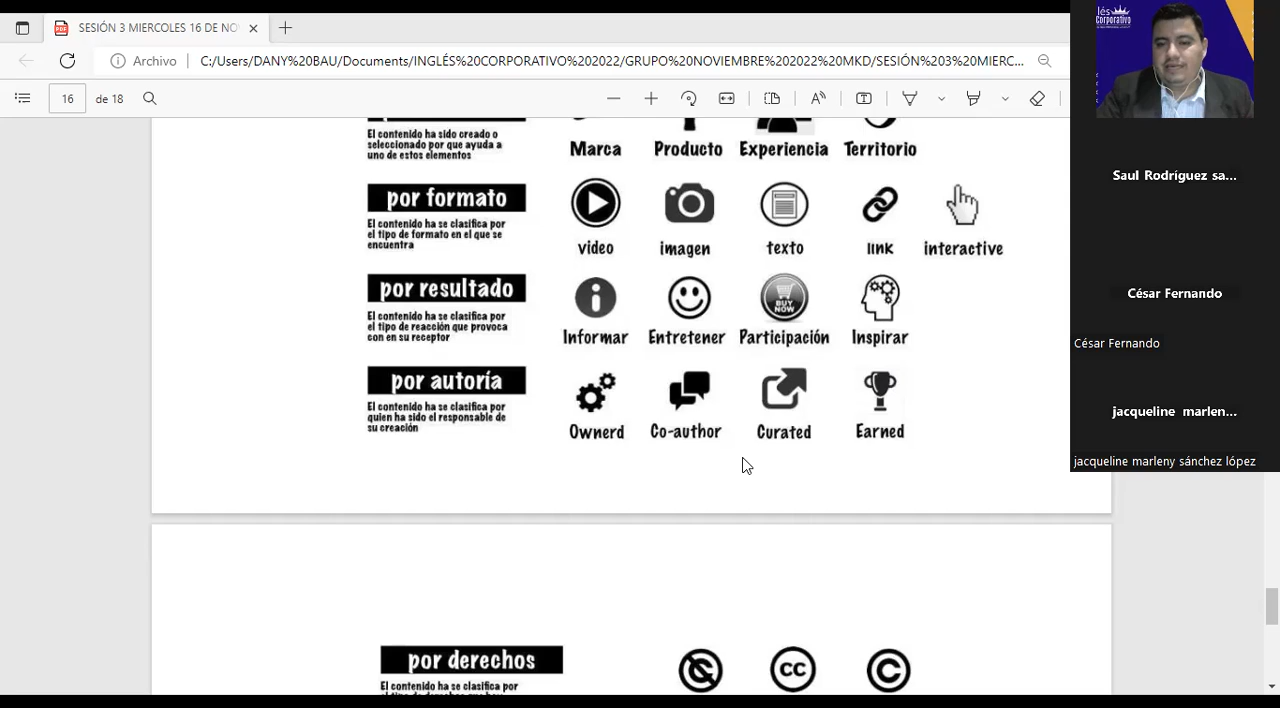 SESIÓN 3 MIERCOLES 16 DE NO
Archivo
C:/Users/DANY%20BAU/Documents/INGLÉS%20CORPORATIVO%202022/GRUPO%20NOVIEMBRE%202022%20MKD/SESIÓN%203%20MIERC...
16 de 18
El contenido ha sido creado o
seleccionado por que ayuda a
uno de estos elementos
Marca Producto Experiencia Territorio
por formato
El contenido ha se clasifica por
el tipo de formato en el que se
encuentra
video imagen texto link interactive
por resultado
El contenido ha se clasifica por
el tipo de reacción que provoca
con en su receptor
BUY
NOW
Informar Entretener Participación Inspirar
por autoría
El contenido ha se clasifica por
quien ha sido el responsable de
su creación
Ownerd Co-author Curated Earned
por derechos
El contenido ha se clasifica por
lés
Corporativo
Saul Rodríguez sa...
César Fernando
César Fernando
jacqueline marlen...
jacqueline marleny sánchez lópez